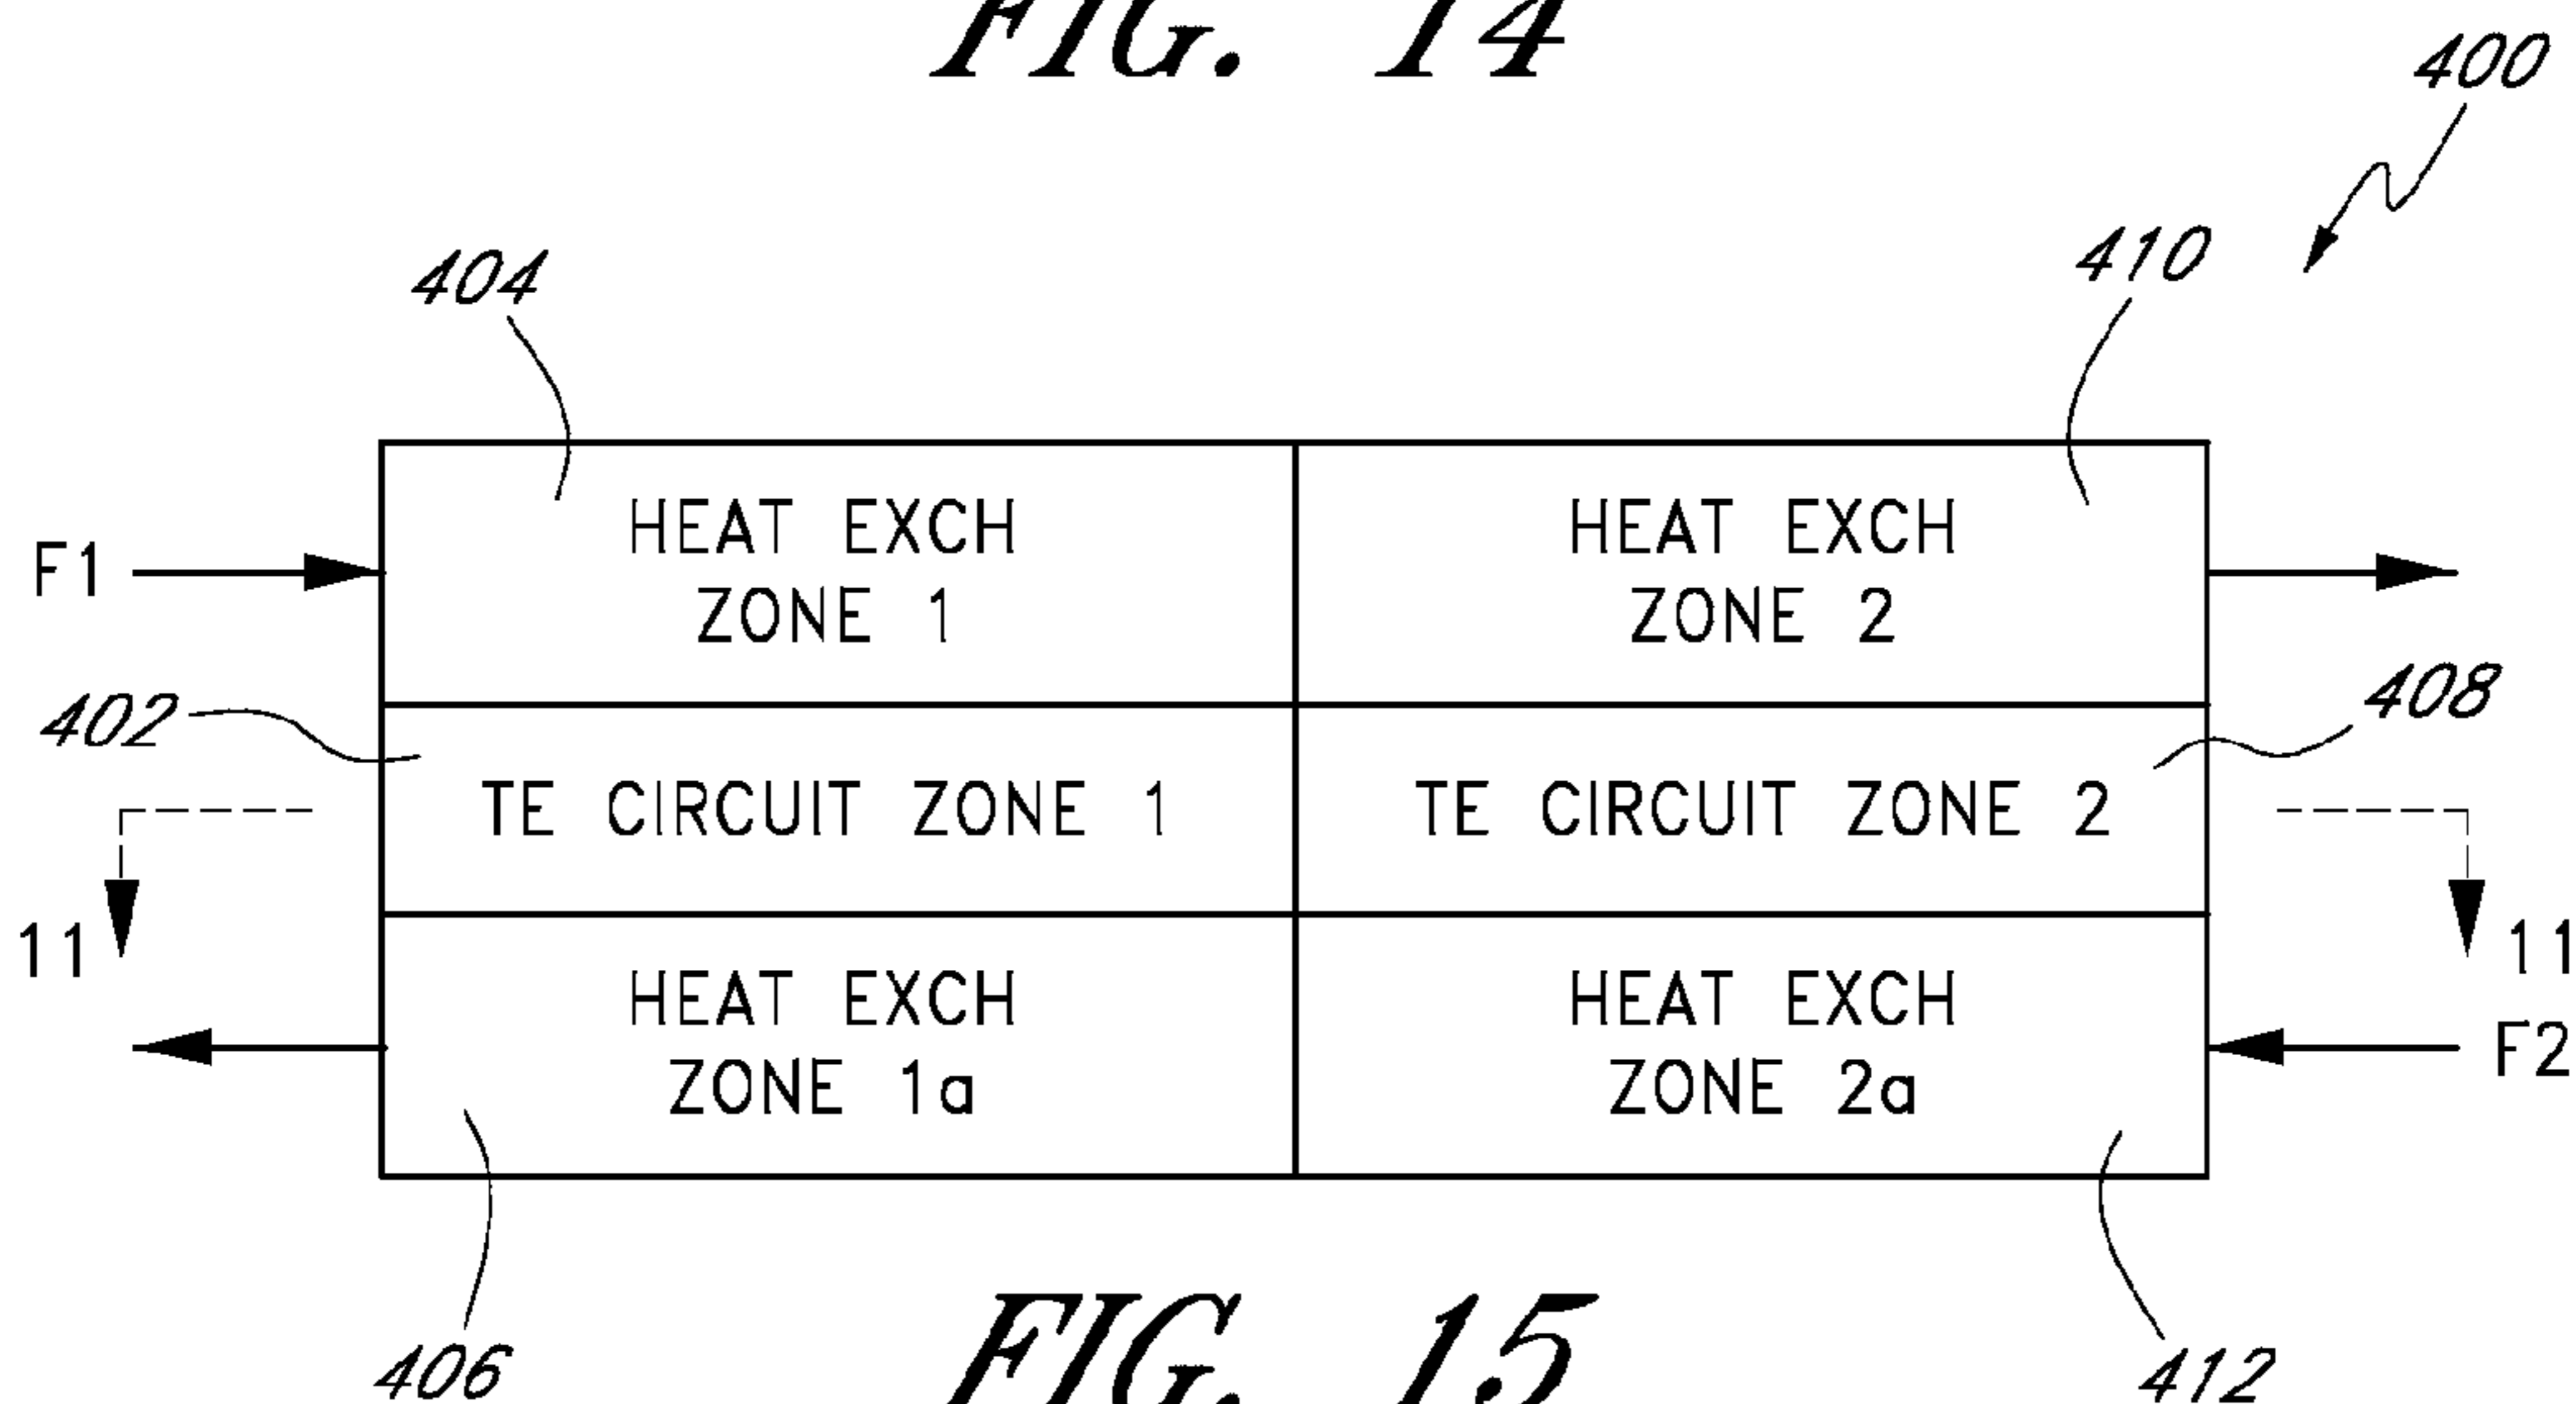 FIG. 14
400
404
410
HEAT EXCH
ZONE 1
HEAT EXCH
ZONE 2
F1
402
408
TE CIRCUIT ZONE 1
TE CIRCUIT ZONE 2
11
11
HEAT EXCH
ZONE 1a
HEAT EXCH
ZONE 2a
F2
406
412
FIG. 15